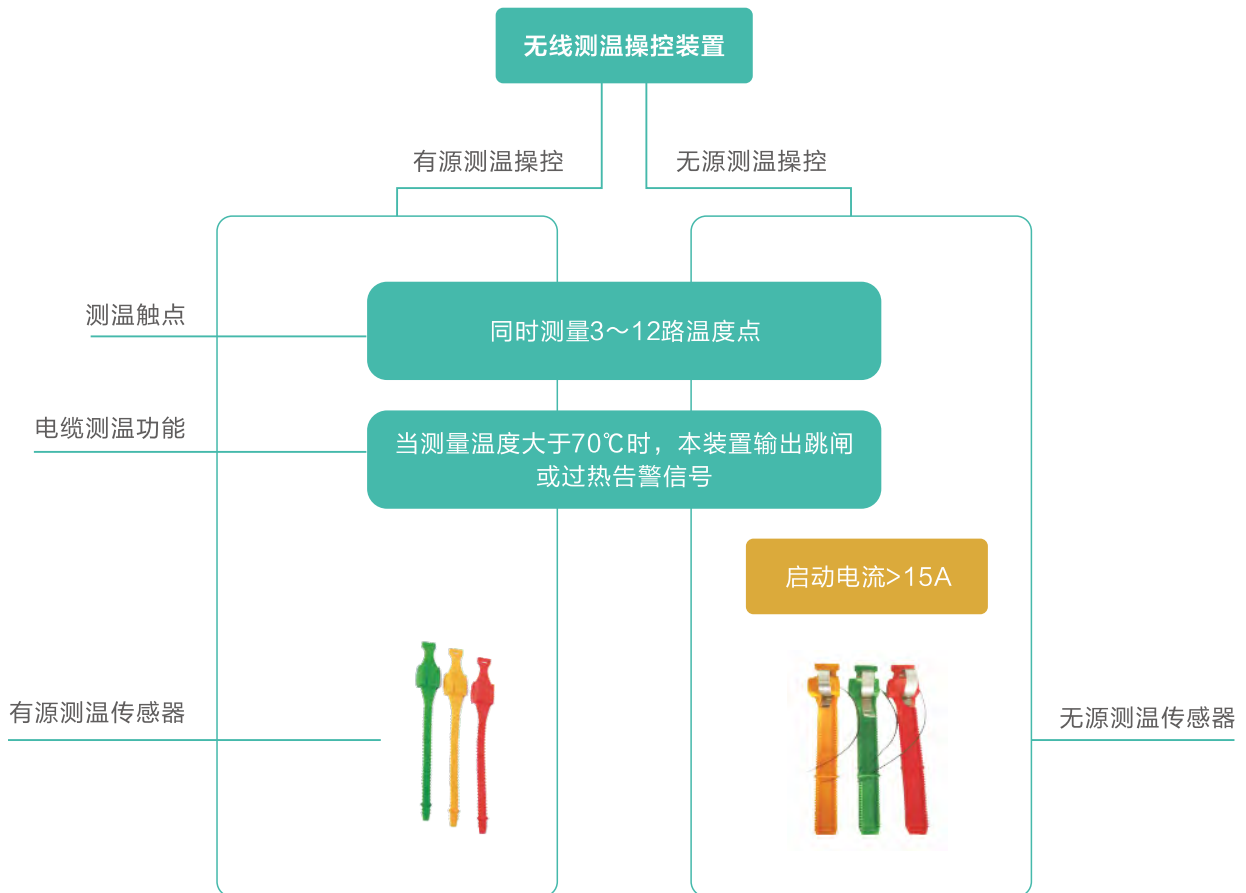 无线测温操控装置
有源测温操控
无源测温操控
测温触点
同时测量3～12路温度点
电缆测温功能
当测量温度大于70℃时，本装置输出跳闸
或过热告警信号
启动电流>15A
有源测温传感器
无源测温传感器